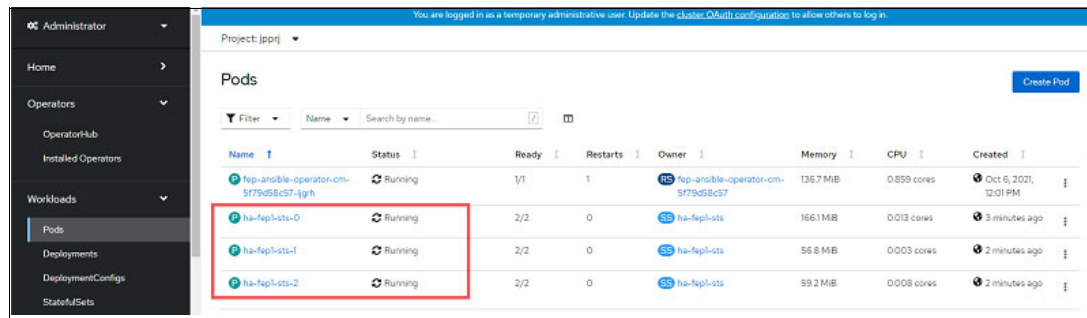 You are logged in as a temporary administrative user. Update the cluster OAuth configuration to allow others to log in.
Administrator
Project: jpprj
Home
Operators
OperatorHub
Installed Operators
Workloads
Pods
Deployments
DeploymentConfigs
StatefulSets
Pods
Create Pod
Filter Name Search by name... /
Name Status Ready Restarts Owner Memory CPU Created
P fep-ansible-operator-cm-5f79d58c57-ljgrh Running 1/1 1 RS fep-ansible-operator-cm-5f79d58c57 136.7 MiB 0.859 cores Oct 6, 2021, 12:01 PM
P ha-fep1-sts-0 Running 2/2 0 SS ha-fep1-sts 166.1 MiB 0.013 cores 3 minutes ago
P ha-fep1-sts-1 Running 2/2 0 SS ha-fep1-sts 56.8 MiB 0.003 cores 2 minutes ago
P ha-fep1-sts-2 Running 2/2 0 SS ha-fep1-sts 59.2 MiB 0.008 cores 2 minutes ago